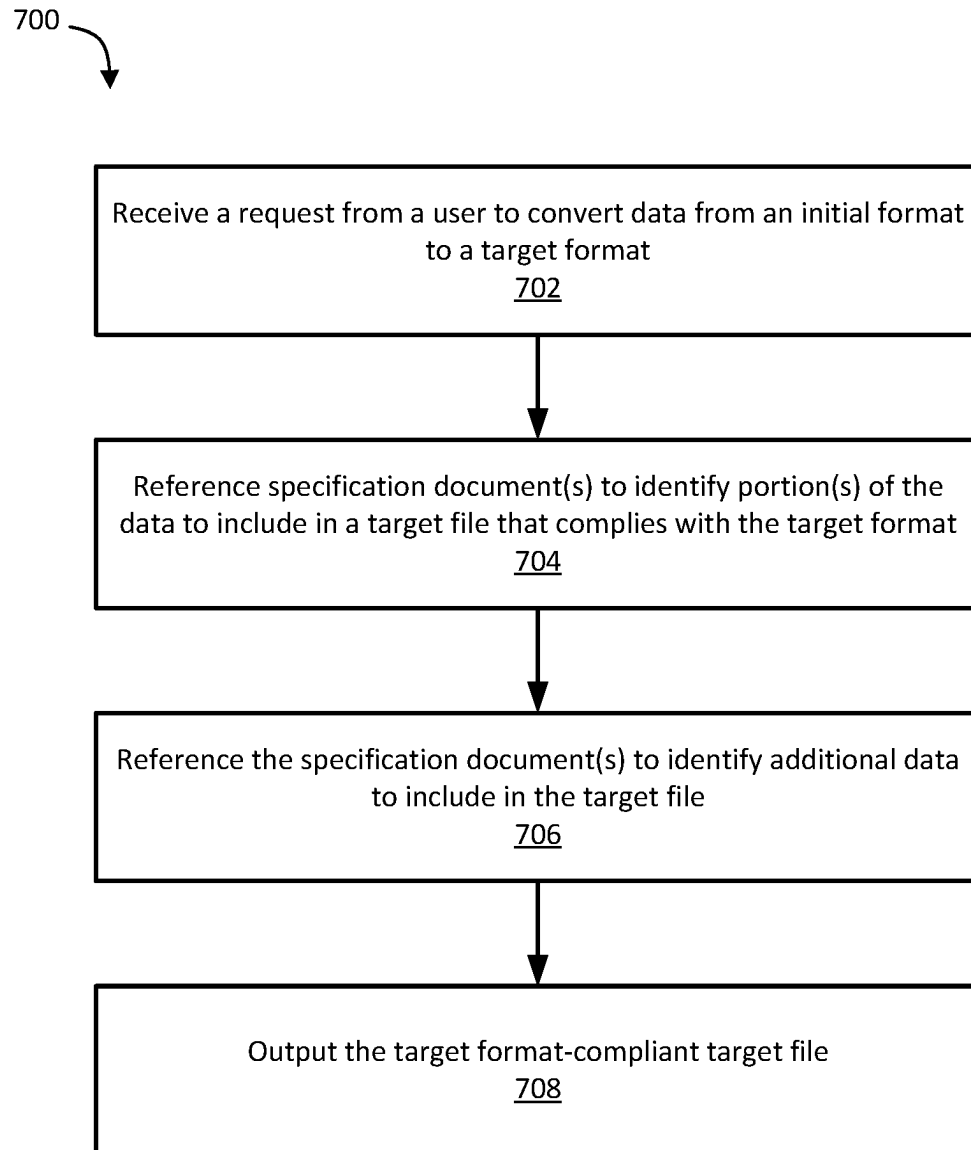 700
Receive a request from a user to convert data from an initial format
to a target format
702
Reference specification document(s) to identify portion(s) of the
data to include in a target file that complies with the target format
704
Reference the specification document(s) to identify additional data
to include in the target file
706
Output the target format-compliant target file
708